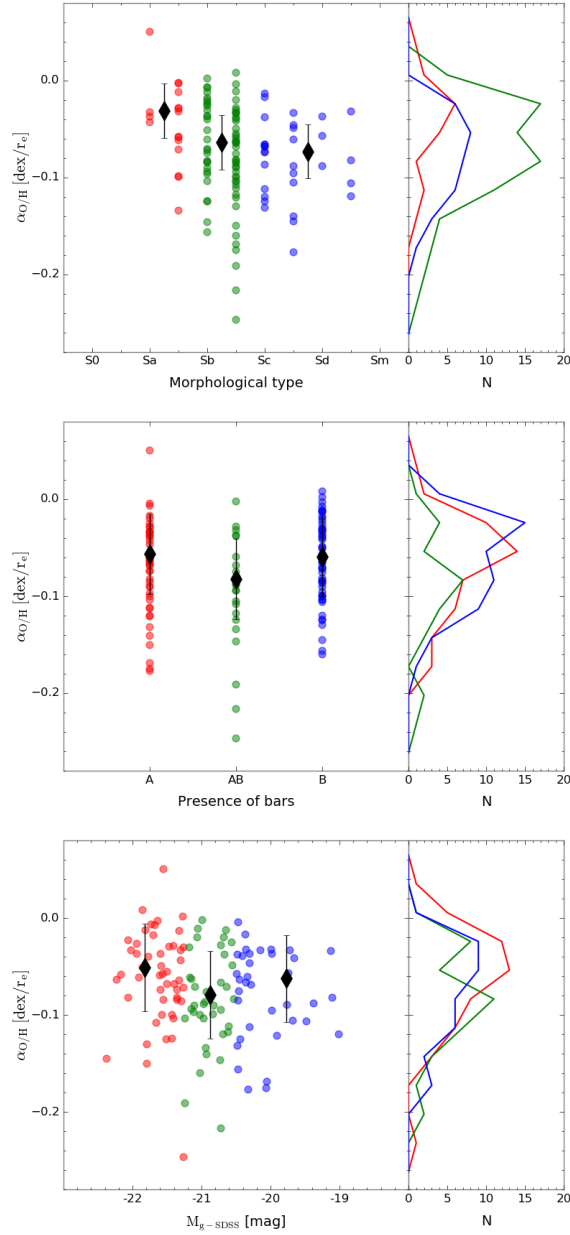 0.0
−0.1
−0.2
α_O/H [dex/r_e]
S0 Sa Sb Sc Sd Sm
Morphological type
0 5 10 15 20
N
0.0
−0.1
−0.2
α_O/H [dex/r_e]
A AB B
Presence of bars
0 5 10 15 20
N
0.0
−0.1
−0.2
α_O/H [dex/r_e]
-22 -21 -20 -19
M_g−SDSS [mag]
0 5 10 15 20
N